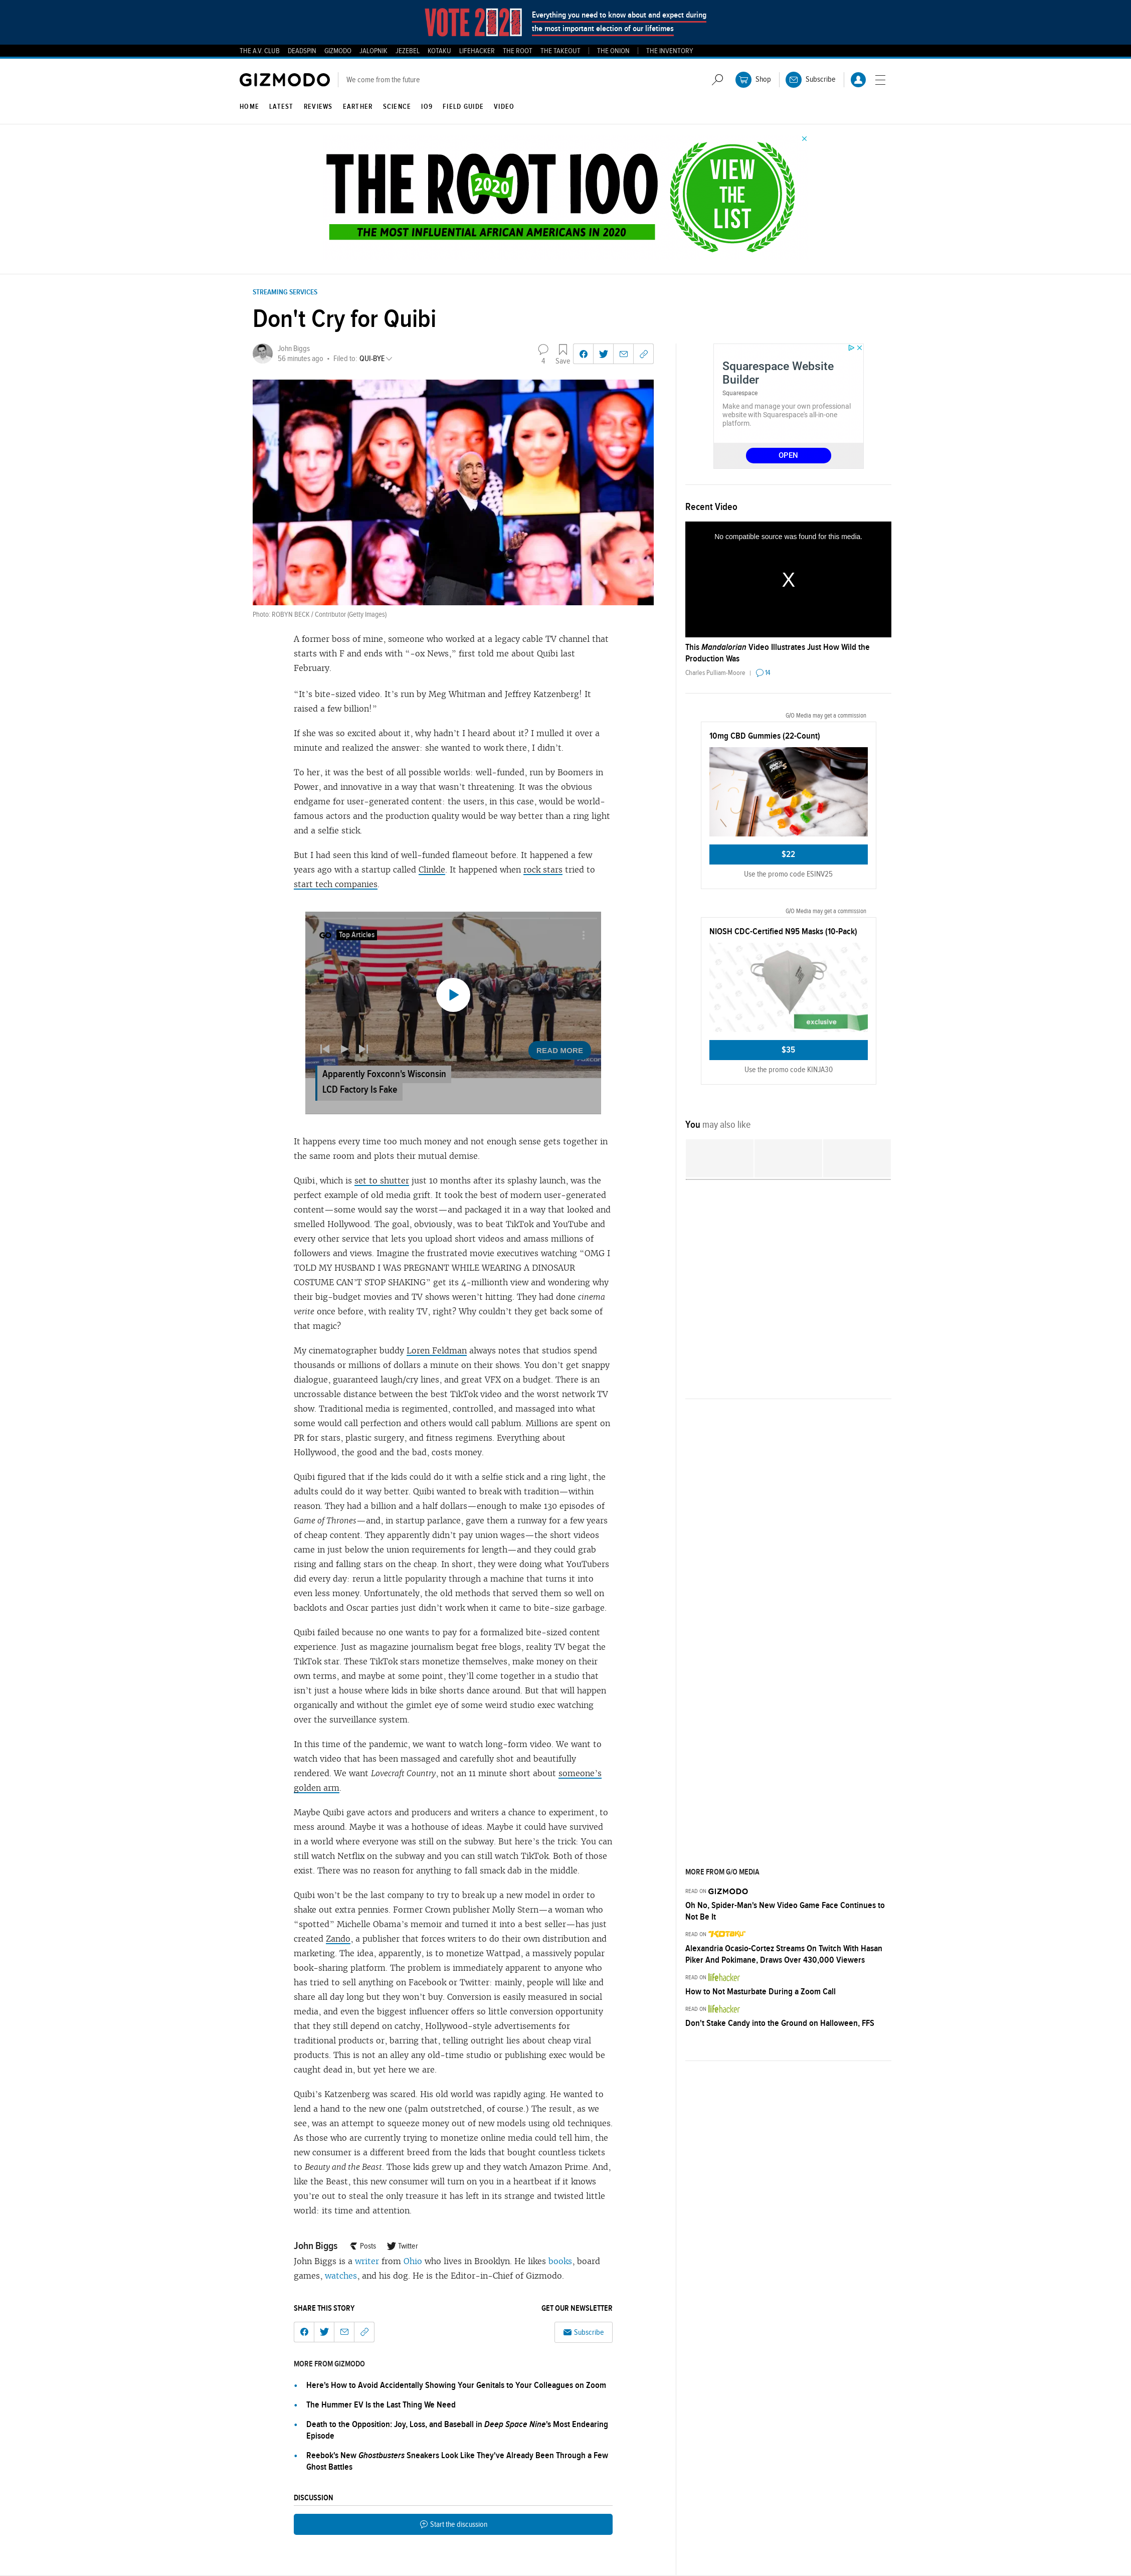 VOTE 2020
Everything you need to know about and expect during
the most important election of our lifetimes
THE A.V. CLUB DEADSPIN GIZMODO JALOPNIK JEZEBEL KOTAKU LIFEHACKER THE ROOT THE TAKEOUT | THE ONION | THE INVENTORY
GIZMODO
We come from the future
Shop
Subscribe
HOME LATEST REVIEWS EARTHER SCIENCE IO9 FIELD GUIDE VIDEO
THE ROOT 100
2020
THE MOST INFLUENTIAL AFRICAN AMERICANS IN 2020
VIEW
THE
LIST
STREAMING SERVICES
Don't Cry for Quibi
John Biggs
56 minutes ago • Filed to: QUI-BYE
4
Save
Photo: ROBYN BECK / Contributor (Getty Images)
A former boss of mine, someone who worked at a legacy cable TV channel that
starts with F and ends with “-ox News,” first told me about Quibi last
February.
“It’s bite-sized video. It’s run by Meg Whitman and Jeffrey Katzenberg! It
raised a few billion!”
If she was so excited about it, why hadn’t I heard about it? I mulled it over a
minute and realized the answer: she wanted to work there, I didn’t.
To her, it was the best of all possible worlds: well-funded, run by Boomers in
Power, and innovative in a way that wasn’t threatening. It was the obvious
endgame for user-generated content: the users, in this case, would be world-
famous actors and the production quality would be way better than a ring light
and a selfie stick.
But I had seen this kind of well-funded flameout before. It happened a few
years ago with a startup called Clinkle. It happened when rock stars tried to
start tech companies.
Top Articles
READ MORE
Apparently Foxconn's Wisconsin
LCD Factory Is Fake
It happens every time too much money and not enough sense gets together in
the same room and plots their mutual demise.
Quibi, which is set to shutter just 10 months after its splashy launch, was the
perfect example of old media grift. It took the best of modern user-generated
content—some would say the worst—and packaged it in a way that looked and
smelled Hollywood. The goal, obviously, was to beat TikTok and YouTube and
every other service that lets you upload short videos and amass millions of
followers and views. Imagine the frustrated movie executives watching “OMG I
TOLD MY HUSBAND I WAS PREGNANT WHILE WEARING A DINOSAUR
COSTUME CAN’T STOP SHAKING” get its 4-millionth view and wondering why
their big-budget movies and TV shows weren’t hitting. They had done cinema
verite once before, with reality TV, right? Why couldn’t they get back some of
that magic?
My cinematographer buddy Loren Feldman always notes that studios spend
thousands or millions of dollars a minute on their shows. You don’t get snappy
dialogue, guaranteed laugh/cry lines, and great VFX on a budget. There is an
uncrossable distance between the best TikTok video and the worst network TV
show. Traditional media is regimented, controlled, and massaged into what
some would call perfection and others would call pablum. Millions are spent on
PR for stars, plastic surgery, and fitness regimens. Everything about
Hollywood, the good and the bad, costs money.
Quibi figured that if the kids could do it with a selfie stick and a ring light, the
adults could do it way better. Quibi wanted to break with tradition—within
reason. They had a billion and a half dollars—enough to make 130 episodes of
Game of Thrones—and, in startup parlance, gave them a runway for a few years
of cheap content. They apparently didn’t pay union wages—the short videos
came in just below the union requirements for length—and they could grab
rising and falling stars on the cheap. In short, they were doing what YouTubers
did every day: rerun a little popularity through a machine that turns it into
even less money. Unfortunately, the old methods that served them so well on
backlots and Oscar parties just didn’t work when it came to bite-size garbage.
Quibi failed because no one wants to pay for a formalized bite-sized content
experience. Just as magazine journalism begat free blogs, reality TV begat the
TikTok star. These TikTok stars monetize themselves, make money on their
own terms, and maybe at some point, they’ll come together in a studio that
isn’t just a house where kids in bike shorts dance around. But that will happen
organically and without the gimlet eye of some weird studio exec watching
over the surveillance system.
In this time of the pandemic, we want to watch long-form video. We want to
watch video that has been massaged and carefully shot and beautifully
rendered. We want Lovecraft Country, not an 11 minute short about someone’s
golden arm.
Maybe Quibi gave actors and producers and writers a chance to experiment, to
mess around. Maybe it was a hothouse of ideas. Maybe it could have survived
in a world where everyone was still on the subway. But here’s the trick: You can
still watch Netflix on the subway and you can still watch TikTok. Both of those
exist. There was no reason for anything to fall smack dab in the middle.
Quibi won’t be the last company to try to break up a new model in order to
shake out extra pennies. Former Crown publisher Molly Stern—a woman who
“spotted” Michelle Obama’s memoir and turned it into a best seller—has just
created Zando, a publisher that forces writers to do their own distribution and
marketing. The idea, apparently, is to monetize Wattpad, a massively popular
book-sharing platform. The problem is immediately apparent to anyone who
has tried to sell anything on Facebook or Twitter: mainly, people will like and
share all day long but they won’t buy. Conversion is easily measured in social
media, and even the biggest influencer offers so little conversion opportunity
that they still depend on catchy, Hollywood-style advertisements for
traditional products or, barring that, telling outright lies about cheap viral
products. This is not an alley any old-time studio or publishing exec would be
caught dead in, but yet here we are.
Quibi’s Katzenberg was scared. His old world was rapidly aging. He wanted to
lend a hand to the new one (palm outstretched, of course.) The result, as we
see, was an attempt to squeeze money out of new models using old techniques.
As those who are currently trying to monetize online media could tell him, the
new consumer is a different breed from the kids that bought countless tickets
to Beauty and the Beast. Those kids grew up and they watch Amazon Prime. And,
like the Beast, this new consumer will turn on you in a heartbeat if it knows
you’re out to steal the only treasure it has left in its strange and twisted little
world: its time and attention.
John Biggs Posts Twitter
John Biggs is a writer from Ohio who lives in Brooklyn. He likes books, board
games, watches, and his dog. He is the Editor-in-Chief of Gizmodo.
SHARE THIS STORY
GET OUR NEWSLETTER
Subscribe
MORE FROM GIZMODO
• Here's How to Avoid Accidentally Showing Your Genitals to Your Colleagues on Zoom
• The Hummer EV Is the Last Thing We Need
• Death to the Opposition: Joy, Loss, and Baseball in Deep Space Nine's Most Endearing
Episode
• Reebok's New Ghostbusters Sneakers Look Like They've Already Been Through a Few
Ghost Battles
DISCUSSION
Start the discussion
Squarespace Website
Builder
Squarespace
Make and manage your own professional
website with Squarespace's all-in-one
platform.
OPEN
Recent Video
No compatible source was found for this media.
X
This Mandalorian Video Illustrates Just How Wild the
Production Was
Charles Pulliam-Moore | 14
G/O Media may get a commission
10mg CBD Gummies (22-Count)
$22
Use the promo code ESINV25
G/O Media may get a commission
NIOSH CDC-Certified N95 Masks (10-Pack)
exclusive
$35
Use the promo code KINJA30
You may also like
MORE FROM G/O MEDIA
READ ON GIZMODO
Oh No, Spider-Man's New Video Game Face Continues to
Not Be It
READ ON KOTAKU
Alexandria Ocasio-Cortez Streams On Twitch With Hasan
Piker And Pokimane, Draws Over 430,000 Viewers
READ ON lifehacker
How to Not Masturbate During a Zoom Call
READ ON lifehacker
Don't Stake Candy into the Ground on Halloween, FFS